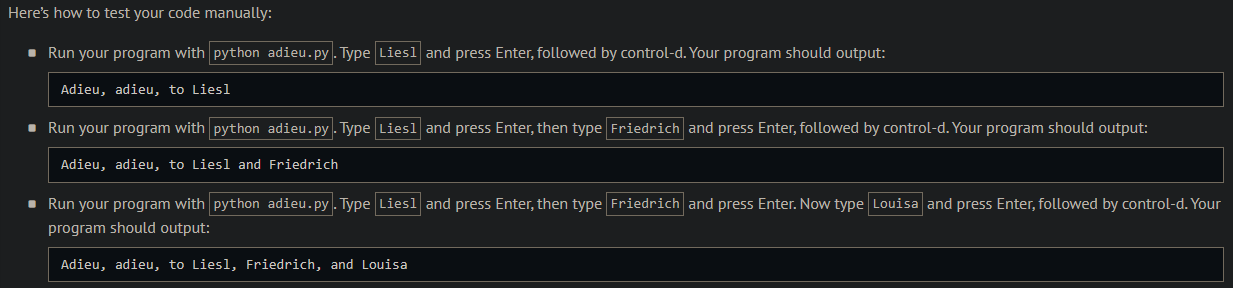 Here's how to test your code manually:
Run your program with python adieu.py. Type Liesl and press Enter, followed by control-d. Your program should output:
Adieu, adieu, to Liesl
Run your program with python adieu.py. Type Liesl and press Enter, then type Friedrich and press Enter, followed by control-d. Your program should output:
Adieu, adieu, to Liesl and Friedrich
Run your program with python adieu.py. Type Liesl and press Enter, then type Friedrich and press Enter. Now type Louisa and press Enter, followed by control-d. Your
program should output:
Adieu, adieu, to Liesl, Friedrich, and Louisa